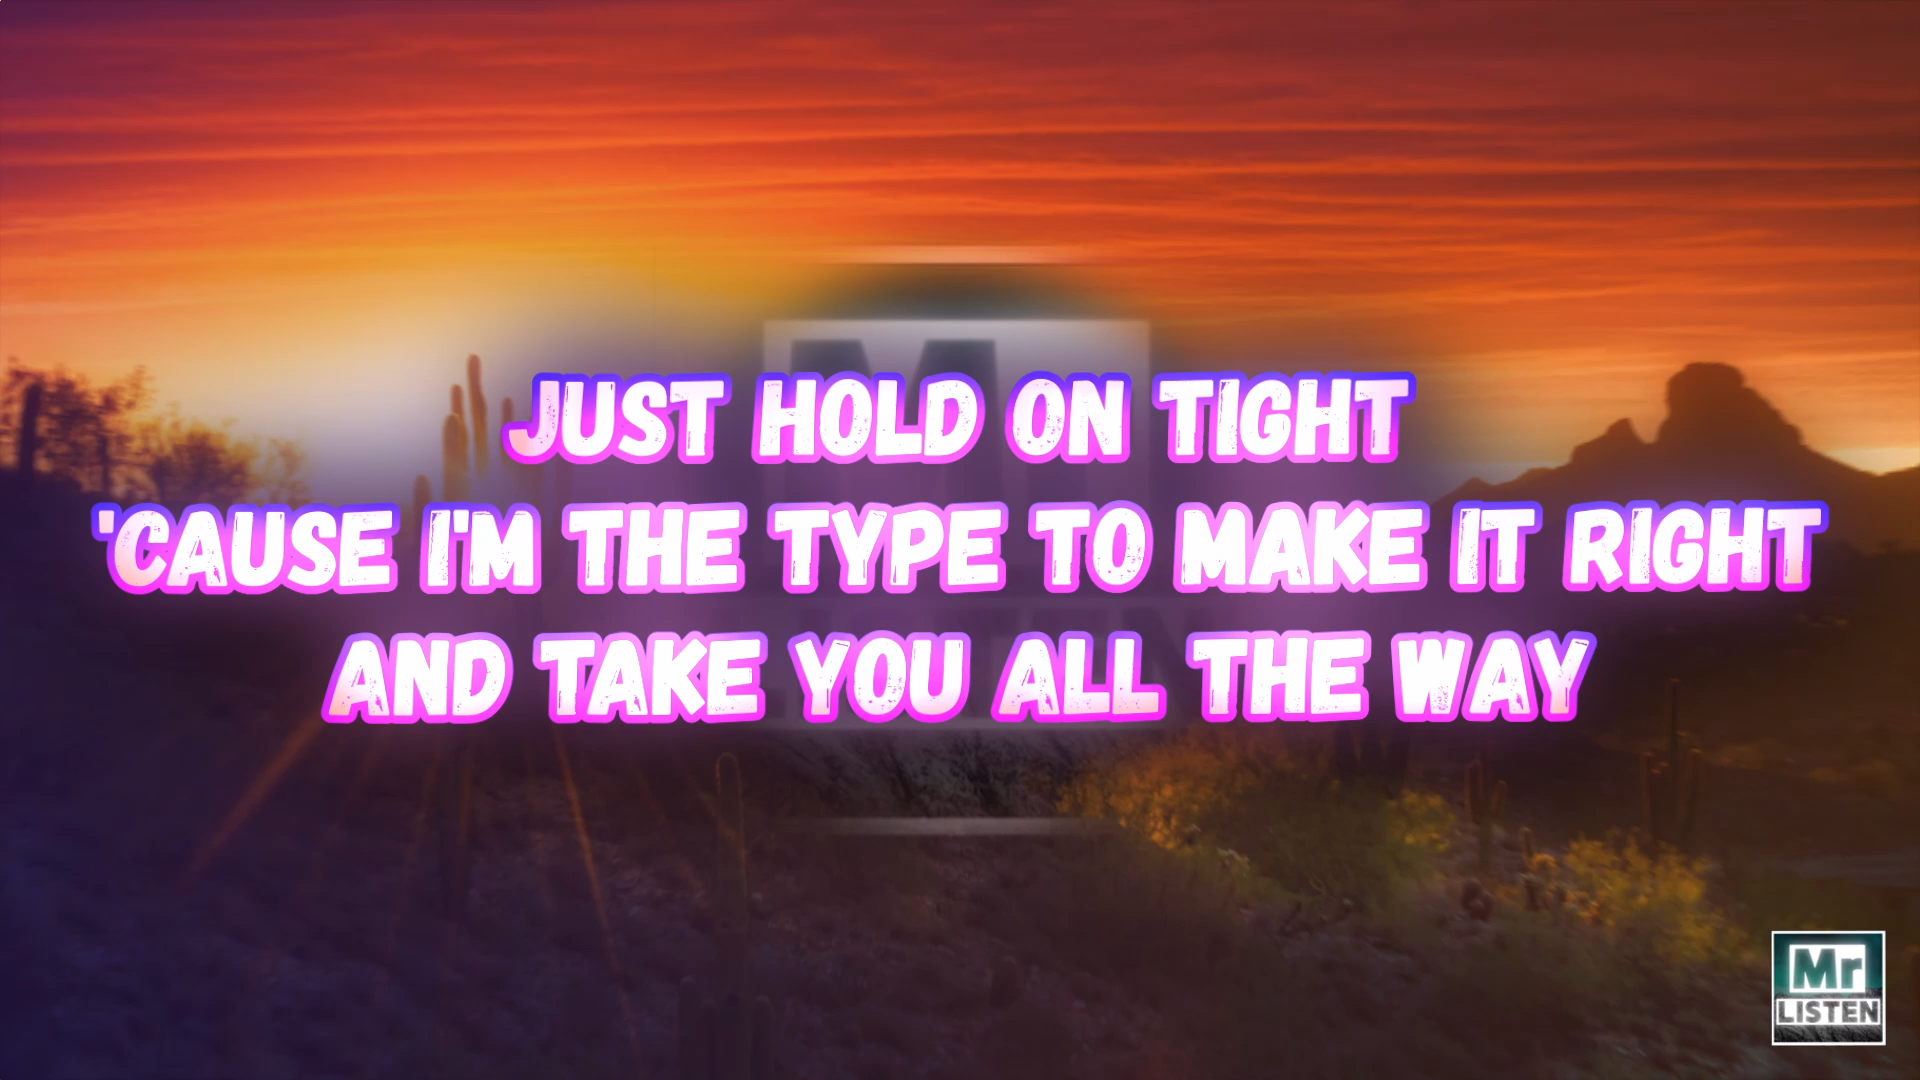 JUST HOLD ON TIGHT
'CAUSE I'M THE TYPE TO MAKE IT RIGHT
AND TAKE YOU ALL THE WAY
Mr
LISTEN